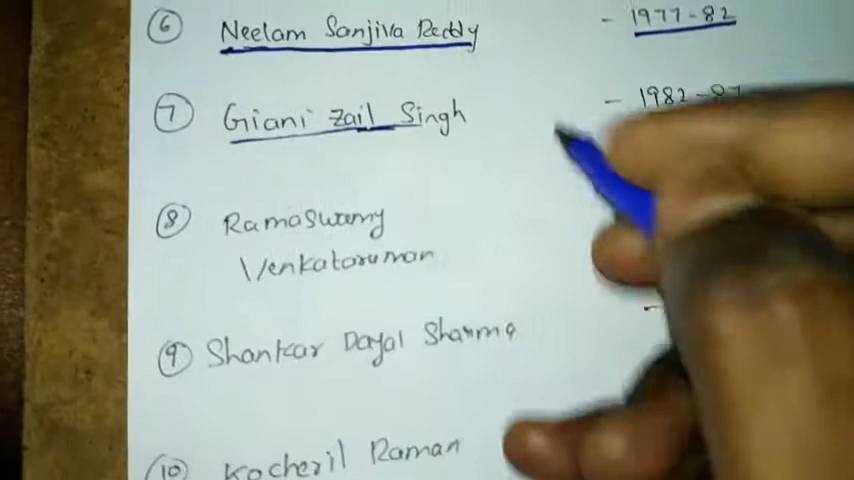 6 Neelam Sanjiva Reddy - 1977-82
7 Giani Zail Singh - 1982-87
8 Ramaswamy
Venkataraman
9 Shankar Dayal Sharma -
10 Kocheril Raman